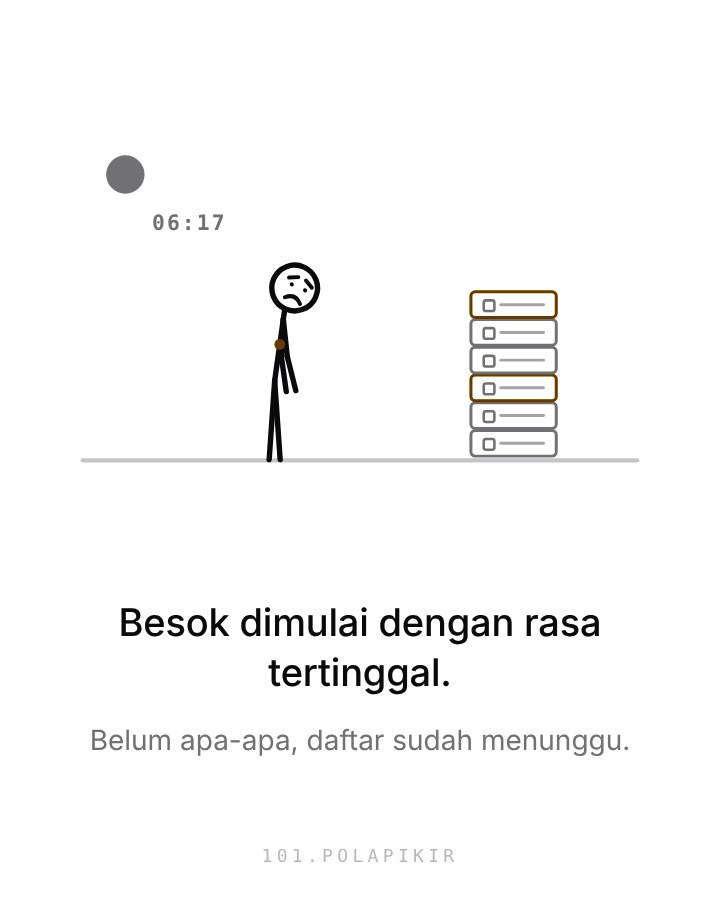 06:17
Besok dimulai dengan rasa
tertinggal.
Belum apa-apa, daftar sudah menunggu.
101.POLAPIKIR